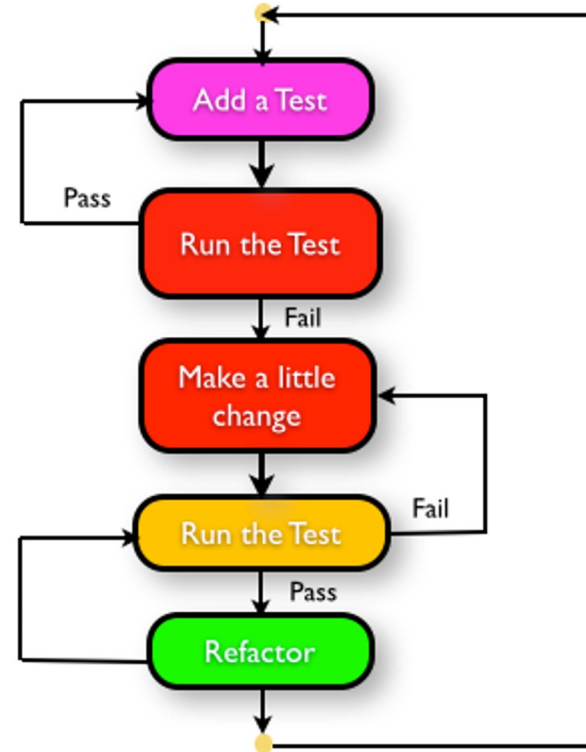 Add a Test
Pass
Run the Test
Fail
Make a little
change
Fail
Run the Test
Pass
Refactor